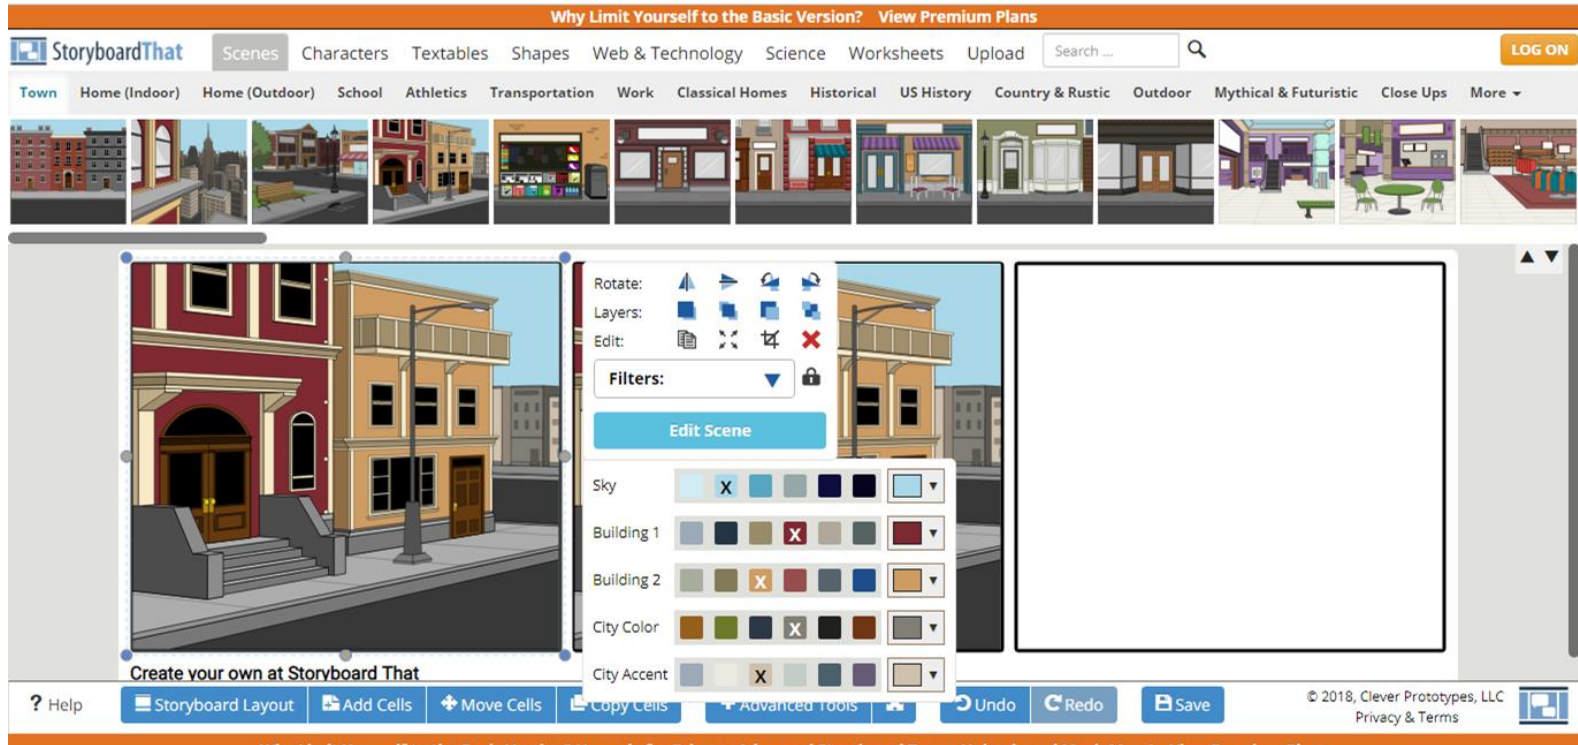 Why Limit Yourself to the Basic Version? View Premium Plans
StoryboardThat Scenes Characters Textables Shapes Web & Technology Science Worksheets Upload Search ... LOG ON
Town Home (Indoor) Home (Outdoor) School Athletics Transportation Work Classical Homes Historical US History Country & Rustic Outdoor Mythical & Futuristic Close Ups More
Rotate:
Layers:
Edit:
Filters:
Edit Scene
Sky X
Building 1 X
Building 2 X
City Color X
City Accent X
Create your own at Storyboard That
? Help Storyboard Layout Add Cells Move Cells Copy Cells Advanced Tools Undo Redo Save
© 2018, Clever Prototypes, LLC
Privacy & Terms